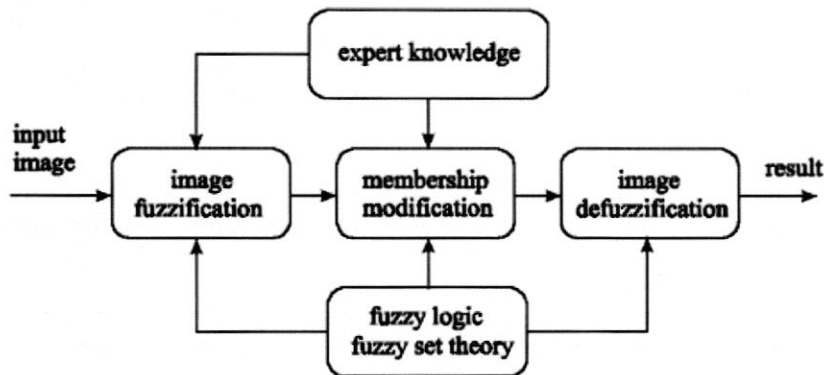 expert knowledge
input
image
image
fuzzification
membership
modification
image
defuzzification
result
fuzzy logic
fuzzy set theory